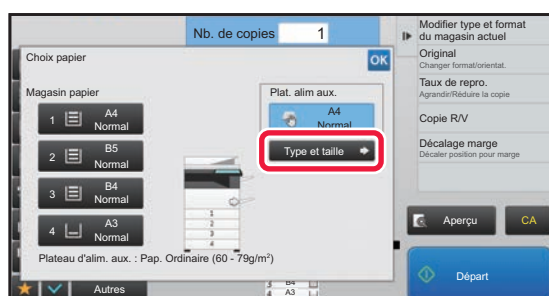 Nb. de copies 1
Choix papier
OK
Magasin papier
Plat. alim aux.
1 A4
Normal
2 B5
Normal
3 B4
Normal
4 A3
Normal
A4
Normal
Type et taille
1
2
3
4
Plateau d'alim. aux. : Pap. Ordinaire (60 - 79g/m²)
Autres
3 B4
4 A3
Modifier type et format
du magasin actuel
Original
Changer format/orientat.
Taux de repro.
Agrandir/Réduire la copie
Copie R/V
Décalage marge
Décaler position pour marge
Aperçu
CA
Départ